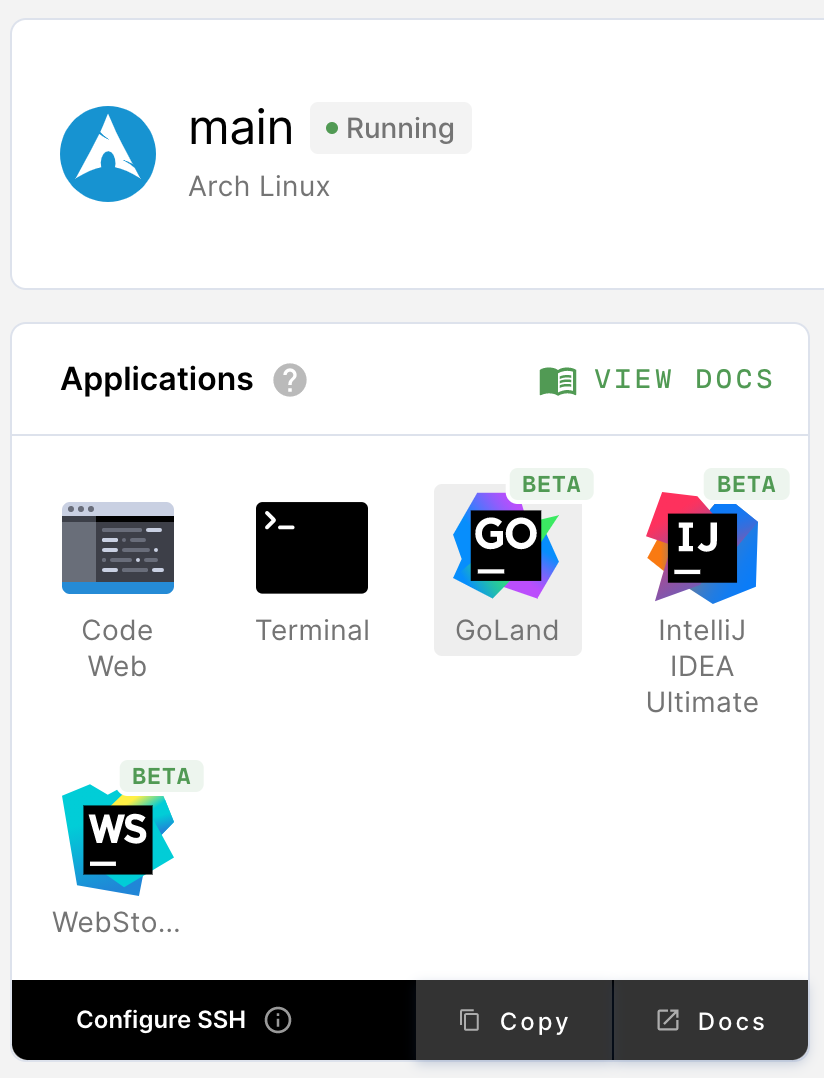 main
Running
Arch Linux
Applications
?
VIEW DOCS
Code
Web
>_
Terminal
BETA
GO
GoLand
BETA
IJ
IntelliJ
IDEA
Ultimate
BETA
WS
WebSto...
Configure SSH
Copy
Docs